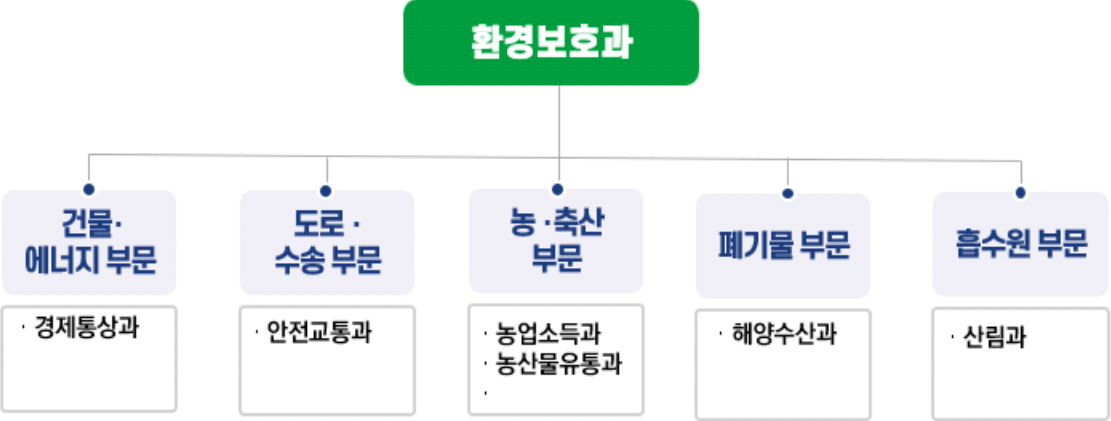 환경보호과
건물·
에너지 부문
도로 ·
수송 부문
농 ·축산
부문
폐기물 부문
흡수원 부문
· 경제통상과
· 안전교통과
· 농업소득과
· 농산물유통과
·
· 해양수산과
· 산림과